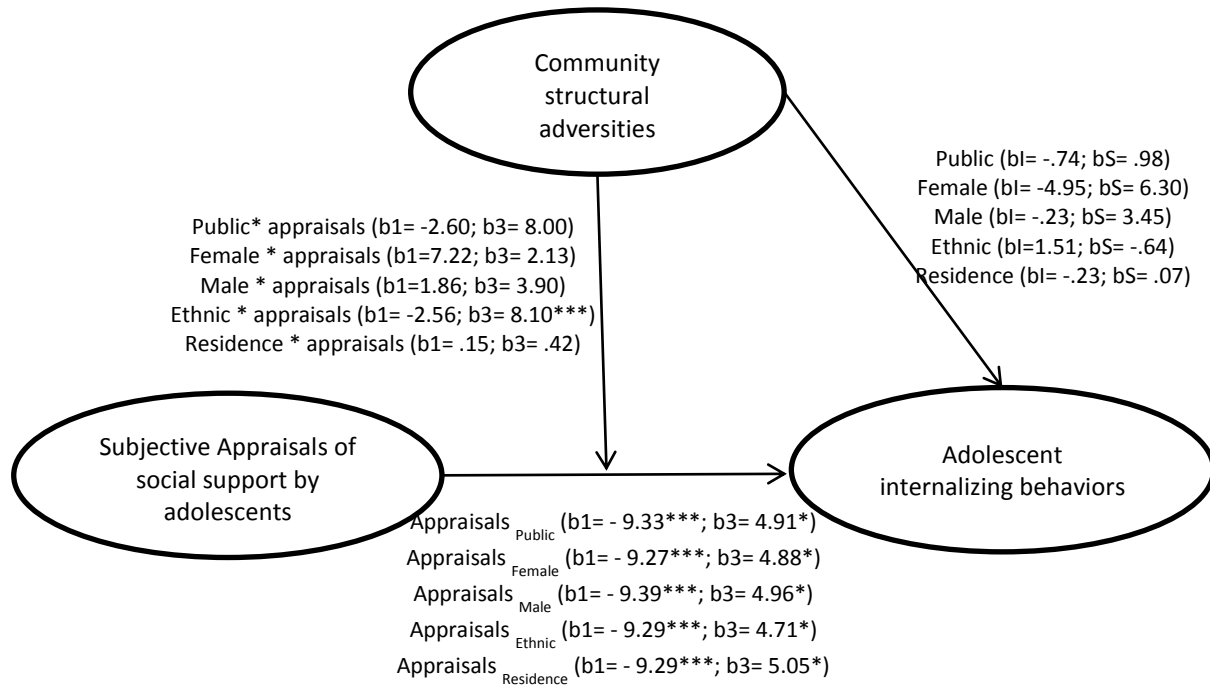 Community
structural
adversities
Public (bI= -.74; bS= .98)
Female (bI= -4.95; bS= 6.30)
Male (bI= -.23; bS= 3.45)
Ethnic (bI=1.51; bS= -.64)
Residence (bI= -.23; bS= .07)
Public* appraisals (b1= -2.60; b3= 8.00)
Female * appraisals (b1=7.22; b3= 2.13)
Male * appraisals (b1=1.86; b3= 3.90)
Ethnic * appraisals (b1= -2.56; b3= 8.10***)
Residence * appraisals (b1= .15; b3= .42)
Subjective Appraisals of
social support by
adolescents
Adolescent
internalizing behaviors
Appraisals Public (b1= - 9.33***; b3= 4.91*)
Appraisals Female (b1= - 9.27***; b3= 4.88*)
Appraisals Male (b1= - 9.39***; b3= 4.96*)
Appraisals Ethnic (b1= - 9.29***; b3= 4.71*)
Appraisals Residence (b1= - 9.29***; b3= 5.05*)